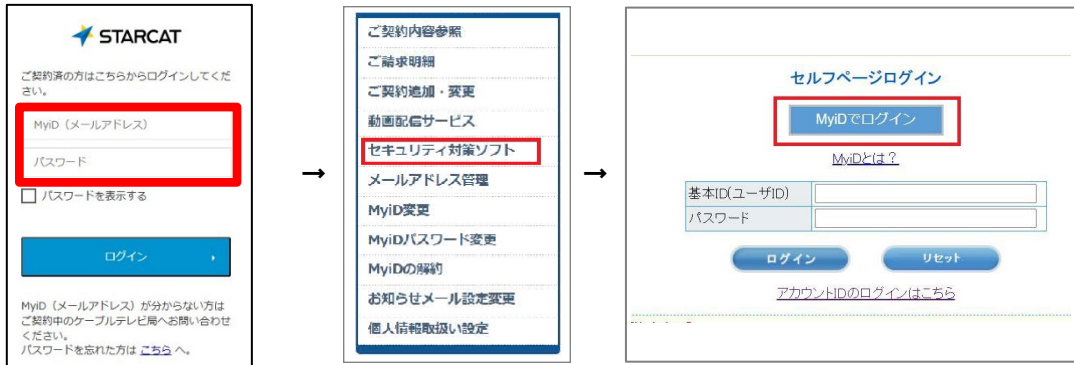 STARCAT
ご契約済の方はこちらからログインしてくだ
さい。
MyiD（メールアドレス）
パスワード
パスワードを表示する
ログイン
MyiD（メールアドレス）が分からない方は
ご契約中のケーブルテレビ局へお問い合わせ
ください。
パスワードを忘れた方は こちら へ。
→
ご契約内容参照
ご請求明細
ご契約追加・変更
動画配信サービス
セキュリティ対策ソフト
メールアドレス管理
MyiD変更
MyiDパスワード変更
MyiDの解約
お知らせメール設定変更
個人情報取扱い設定
→
セルフページログイン
MyiDでログイン
MyiDとは？
基本ID(ユーザID)
パスワード
ログイン
リセット
アカウントIDのログインはこちら